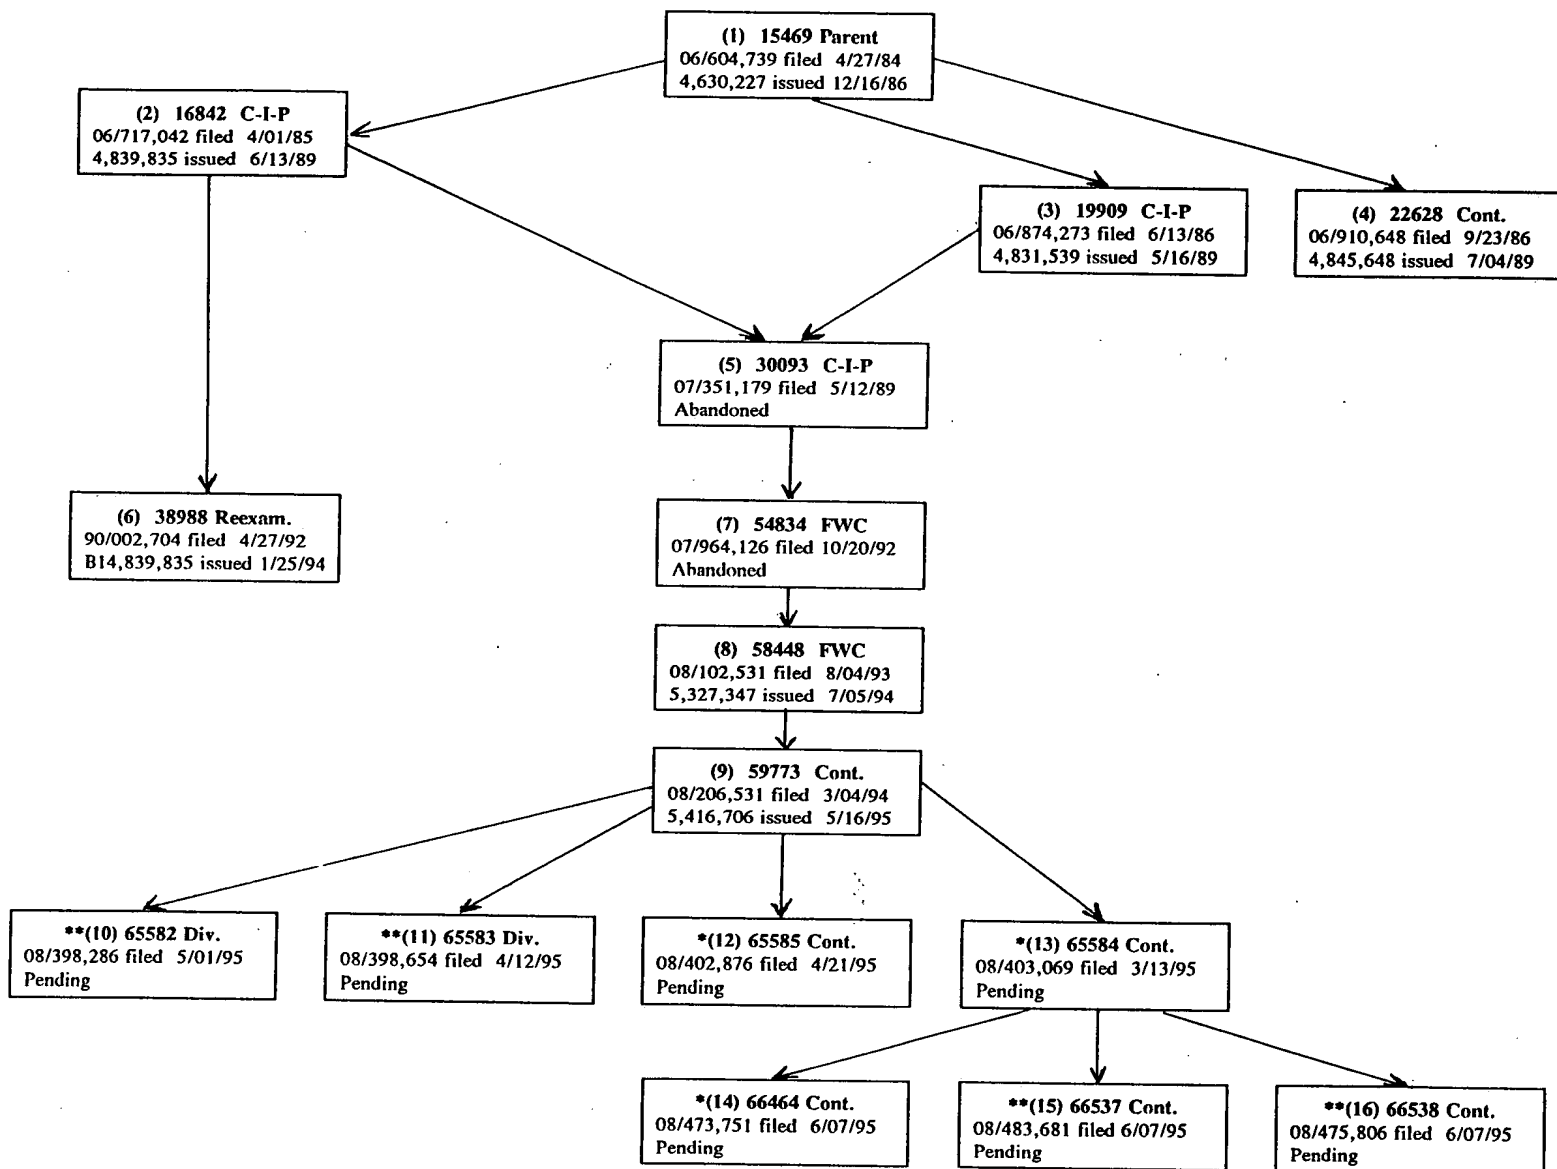 (1) 15469 Parent
06/604,739 filed 4/27/84
4,630,227 issued 12/16/86
(2) 16842 C-I-P
06/717,042 filed 4/01/85
4,839,835 issued 6/13/89
(3) 19909 C-I-P
06/874,273 filed 6/13/86
4,831,539 issued 5/16/89
(4) 22628 Cont.
06/910,648 filed 9/23/86
4,845,648 issued 7/04/89
(5) 30093 C-I-P
07/351,179 filed 5/12/89
Abandoned
(6) 38988 Reexam.
90/002,704 filed 4/27/92
B14,839,835 issued 1/25/94
(7) 54834 FWC
07/964,126 filed 10/20/92
Abandoned
(8) 58448 FWC
08/102,531 filed 8/04/93
5,327,347 issued 7/05/94
(9) 59773 Cont.
08/206,531 filed 3/04/94
5,416,706 issued 5/16/95
**(10) 65582 Div.
08/398,286 filed 5/01/95
Pending
**(11) 65583 Div.
08/398,654 filed 4/12/95
Pending
*(12) 65585 Cont.
08/402,876 filed 4/21/95
Pending
*(13) 65584 Cont.
08/403,069 filed 3/13/95
Pending
*(14) 66464 Cont.
08/473,751 filed 6/07/95
Pending
**(15) 66537 Cont.
08/483,681 filed 6/07/95
Pending
**(16) 66538 Cont.
08/475,806 filed 6/07/95
Pending